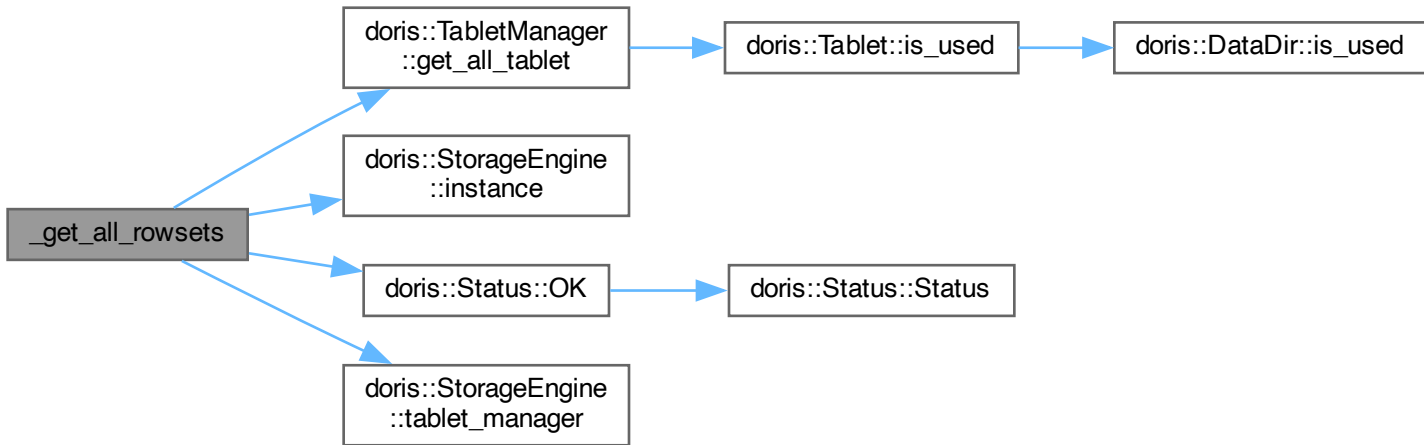 doris::TabletManager
::get_all_tablet
doris::Tablet::is_used
doris::DataDir::is_used
doris::StorageEngine
::instance
_get_all_rowsets
doris::Status::OK
doris::Status::Status
doris::StorageEngine
::tablet_manager